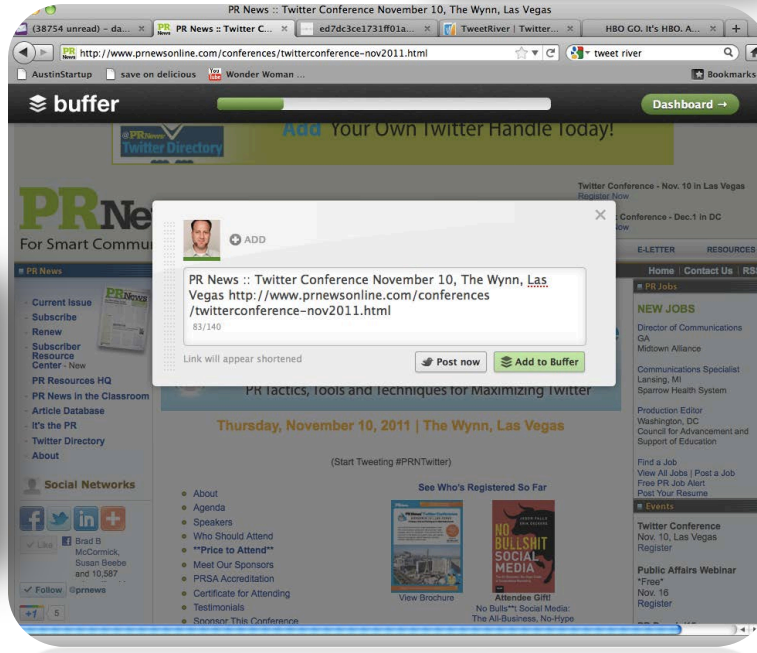 PR News :: Twitter Conference November 10, The Wynn, Las Vegas
(38754 unread) – da...
PR News :: Twitter C...
ed7dc3ce1731ff01a...
TweetRiver | Twitter...
HBO GO. It's HBO. A...
http://www.prnewsonline.com/conferences/twitterconference-nov2011.html
tweet river
AustinStartup
save on delicious
Wonder Woman ...
Bookmarks
buffer
Dashboard →
@PRNews
Twitter Directory
Add Your Own Twitter Handle Today!
Twitter Conference - Nov. 10 in Las Vegas
Register Now
Conference - Dec.1 in DC
PRNe
For Smart Commu
E-LETTER
RESOURCES
Home | Contact Us | RS
ADD
PR News :: Twitter Conference November 10, The Wynn, Las
Vegas http://www.prnewsonline.com/conferences
/twitterconference-nov2011.html
83/140
Link will appear shortened
Post now
Add to Buffer
PR News
Current Issue
Subscribe
Renew
Subscriber
Resource
Center - New
PR Resources HQ
PR News in the Classroom
Article Database
It's the PR
Twitter Directory
About
Social Networks
Like
Brad B
McCormick,
Susan Beebe
and 10,587
Follow @prnews
+1 5
PR Tactics, Tools and Techniques for Maximizing Twitter
Thursday, November 10, 2011 | The Wynn, Las Vegas
(Start Tweeting #PRNTwitter)
About
Agenda
Speakers
Who Should Attend
**Price to Attend**
Meet Our Sponsors
PRSA Accreditation
Certificate for Attending
Testimonials
Sponsor This Conference
See Who's Registered So Far
NO
BULLSHIT
SOCIAL
MEDIA
View Brochure
Attendee Gift!
No Bulls**t Social Media:
The All-Business, No-Hype
PR Jobs
NEW JOBS
Director of Communications
GA
Midtown Alliance
Communications Specialist
Lansing, MI
Sparrow Health System
Production Editor
Washington, DC
Council for Advancement and
Support of Education
Find a Job
View All Jobs | Post a Job
Free PR Job Alert
Post Your Resume
Events
Twitter Conference
Nov. 10, Las Vegas
Register
Public Affairs Webinar
*Free*
Nov. 16
Register